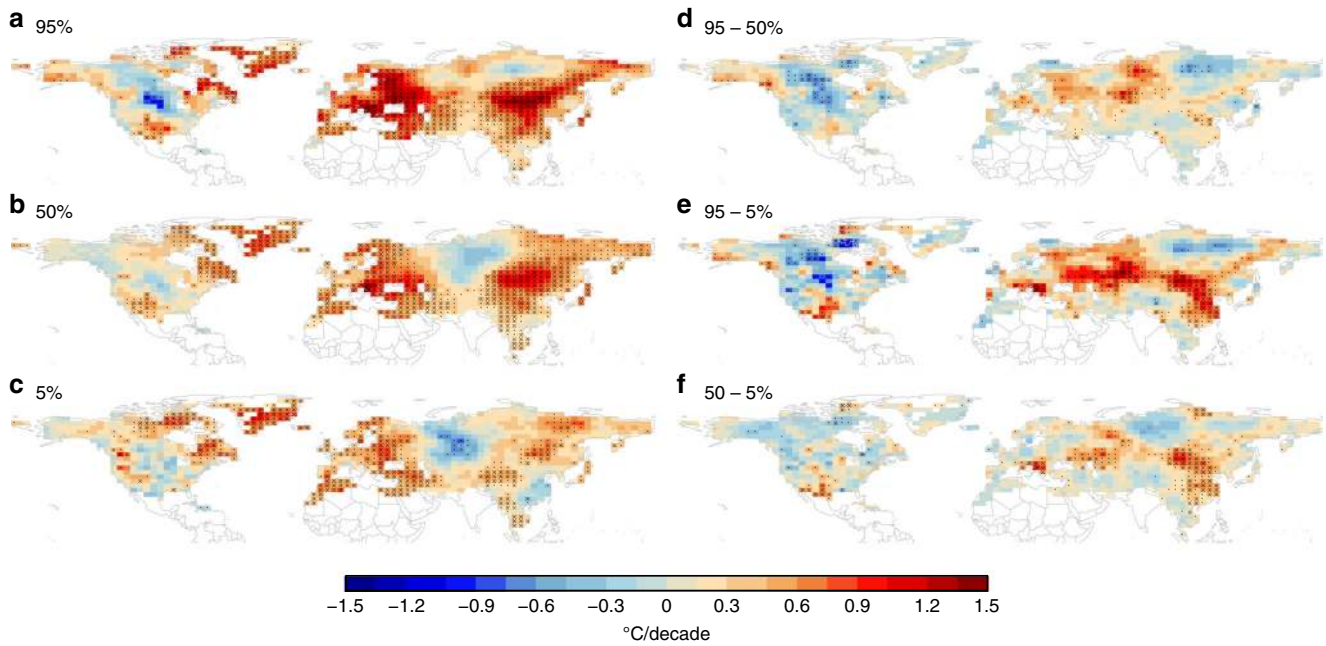 a 95%
d 95 – 50%
b 50%
e 95 – 5%
c 5%
f 50 – 5%
−1.5 −1.2 −0.9 −0.6 −0.3 0 0.3 0.6 0.9 1.2 1.5
°C/decade